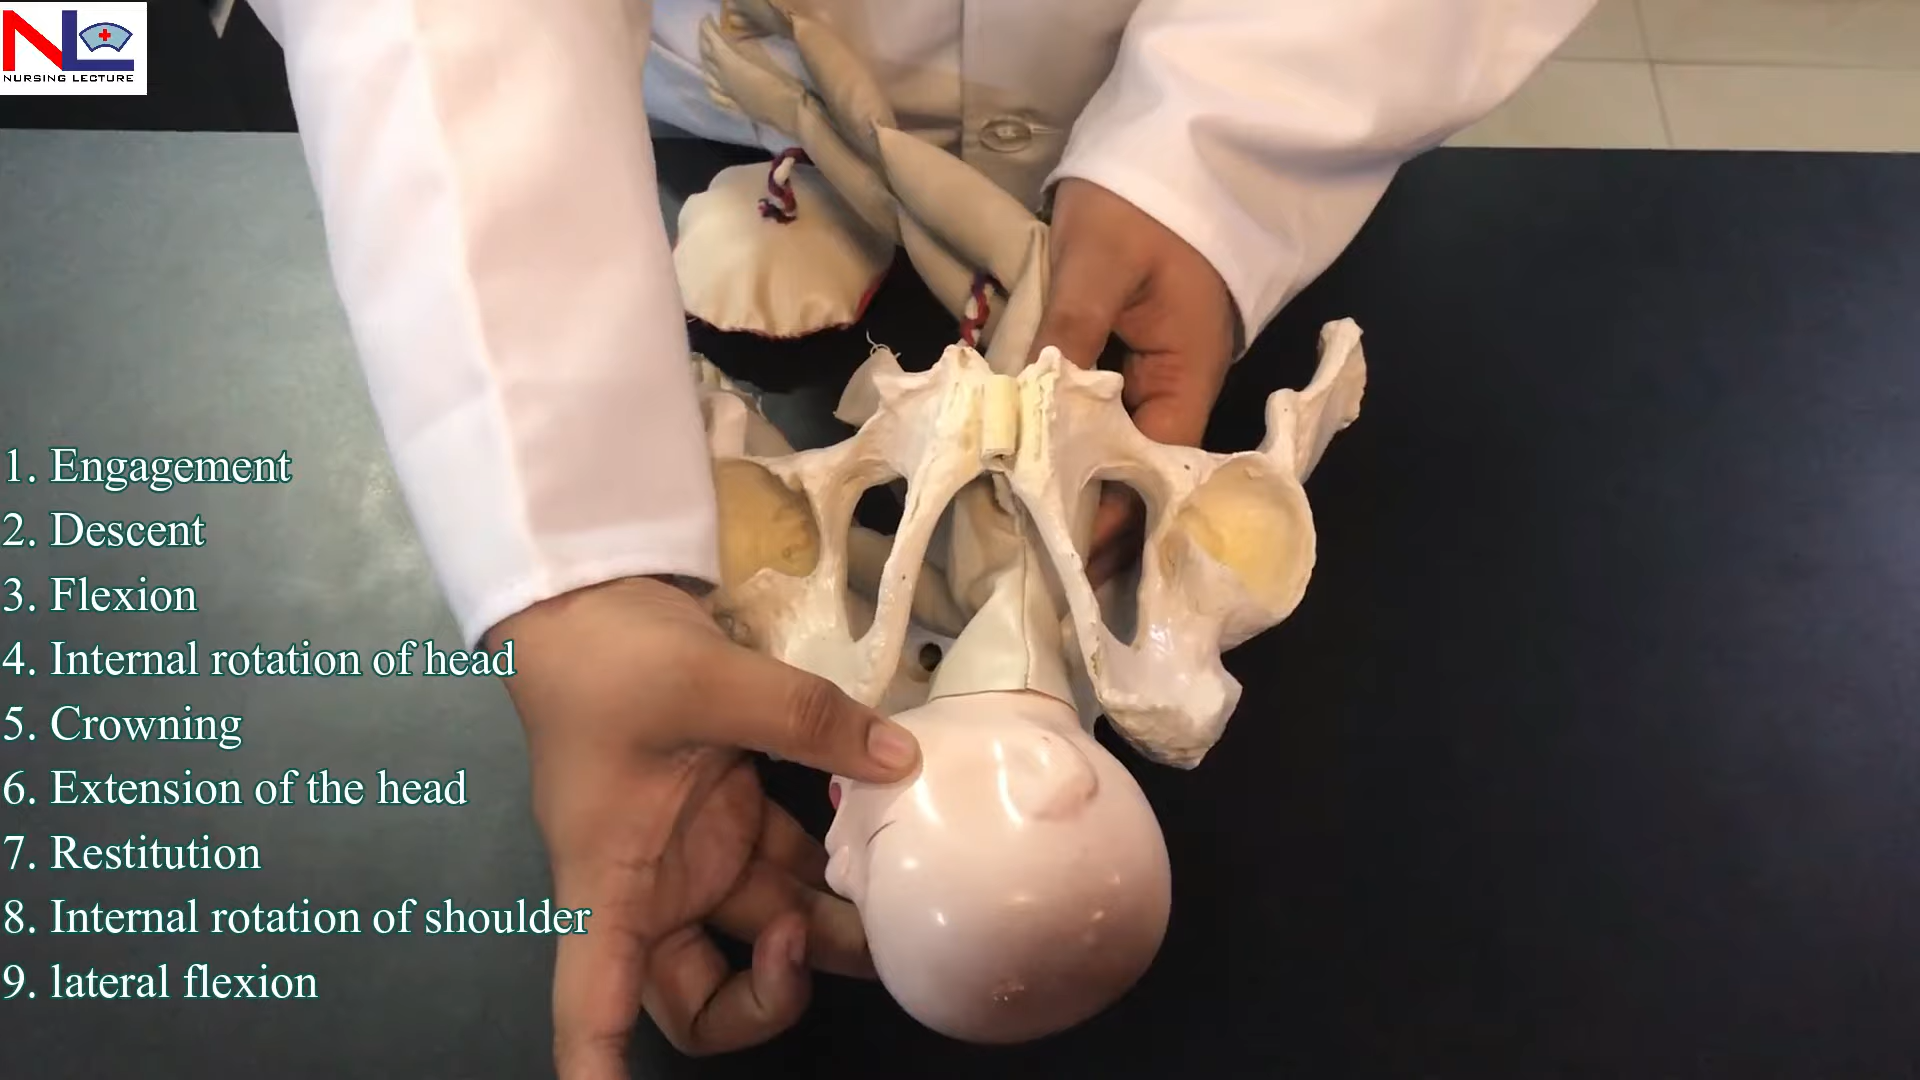 NL
NURSING LECTURE
1. Engagement
2. Descent
3. Flexion
4. Internal rotation of head
5. Crowning
6. Extension of the head
7. Restitution
8. Internal rotation of shoulder
9. lateral flexion